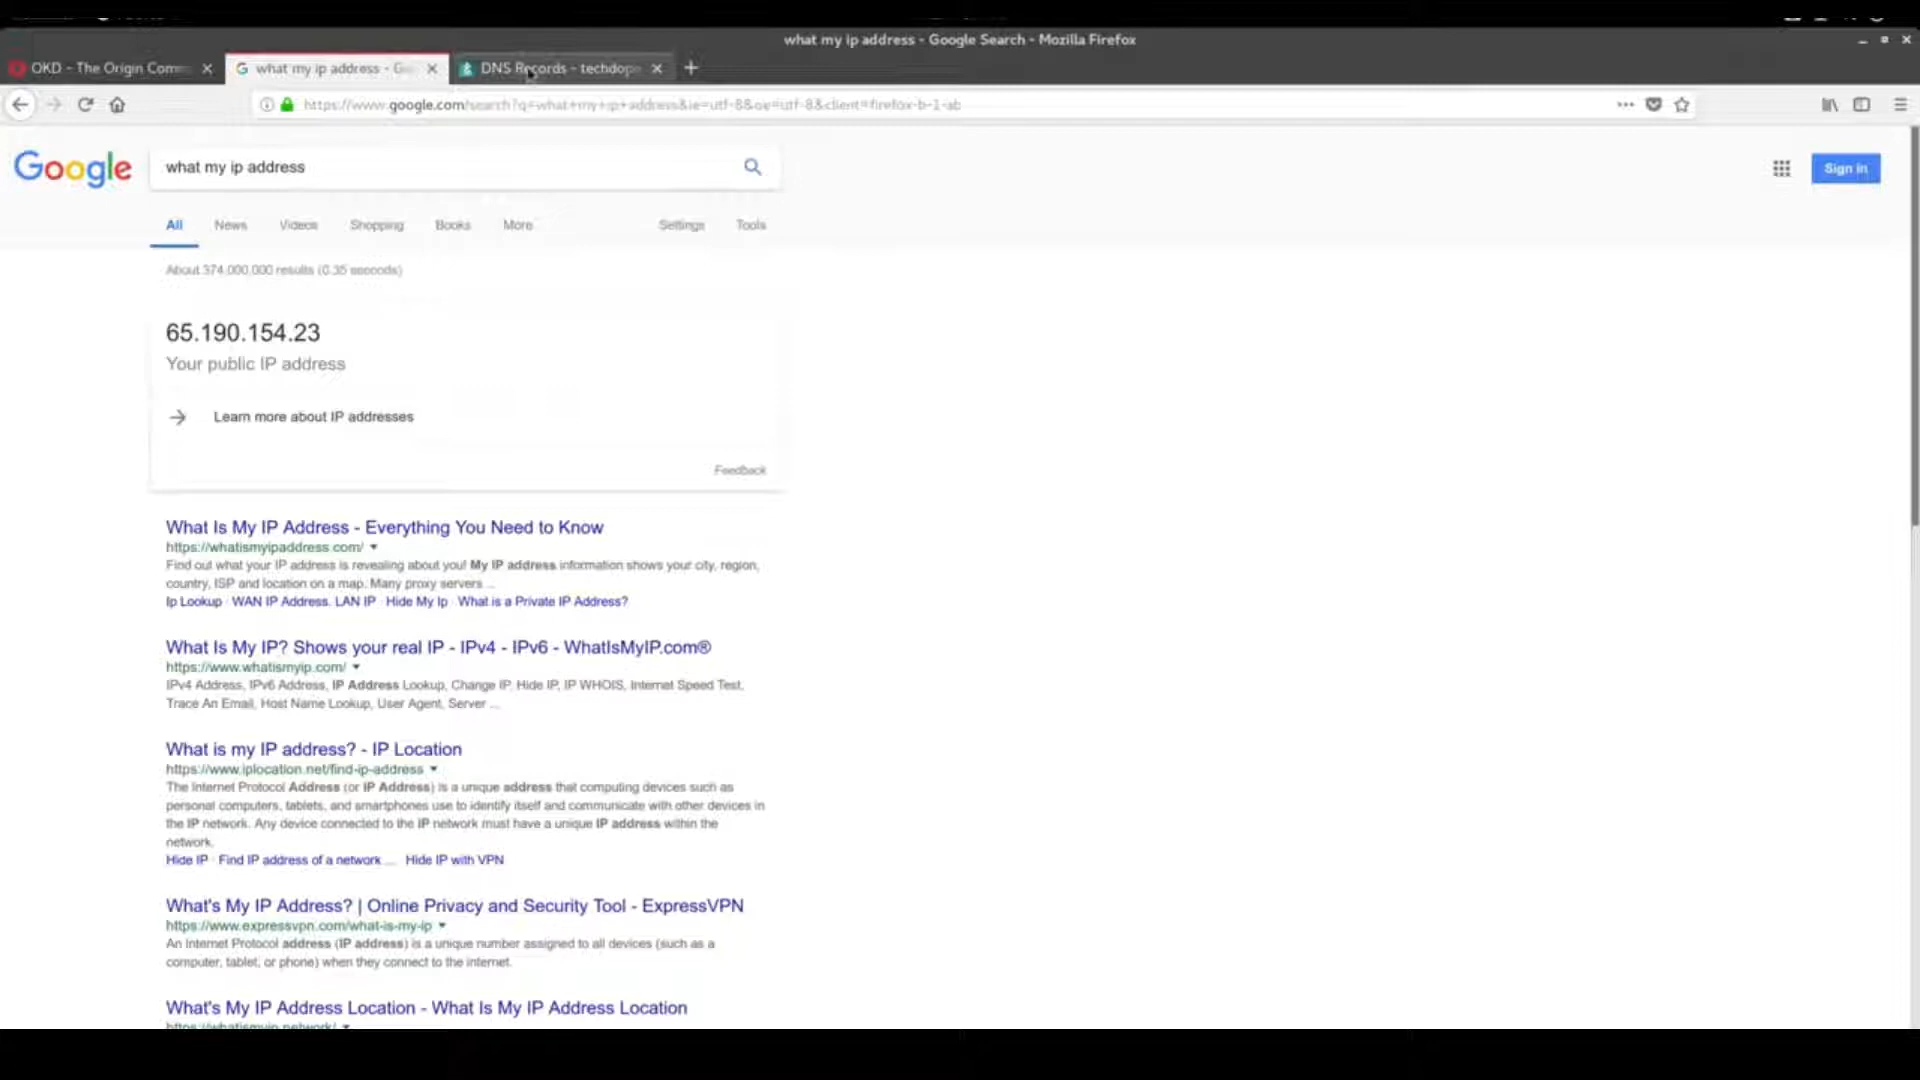 what my ip address - Google Search - Mozilla Firefox
OKD - The Origin Comm
what my ip address - G
DNS Records - techdope
https://www.google.com/search?q=what+my+ip+address&ie=utf-8&oe=utf-8&client=firefox-b-1-ab
Google
what my ip address
Sign in
All News Videos Shopping Books More Settings Tools
About 374,000,000 results (0.35 seconds)
65.190.154.23
Your public IP address
Learn more about IP addresses
Feedback
What Is My IP Address - Everything You Need to Know
https://whatismyipaddress.com/
Find out what your IP address is revealing about you! My IP address information shows your city, region,
country, ISP and location on a map. Many proxy servers ...
Ip Lookup · WAN IP Address. LAN IP · Hide My Ip · What is a Private IP Address?
What Is My IP? Shows your real IP - IPv4 - IPv6 - WhatIsMyIP.com®
https://www.whatismyip.com/
IPv4 Address, IPv6 Address, IP Address Lookup, Change IP, Hide IP, IP WHOIS, Internet Speed Test,
Trace An Email, Host Name Lookup, User Agent, Server ...
What is my IP address? - IP Location
https://www.iplocation.net/find-ip-address
The Internet Protocol Address (or IP Address) is a unique address that computing devices such as
personal computers, tablets, and smartphones use to identify itself and communicate with other devices in
the IP network. Any device connected to the IP network must have a unique IP address within the
network.
Hide IP · Find IP address of a network ... · Hide IP with VPN
What's My IP Address? | Online Privacy and Security Tool - ExpressVPN
https://www.expressvpn.com/what-is-my-ip
An Internet Protocol address (IP address) is a unique number assigned to all devices (such as a
computer, tablet, or phone) when they connect to the internet.
What's My IP Address Location - What Is My IP Address Location
https://whatismyip.network/